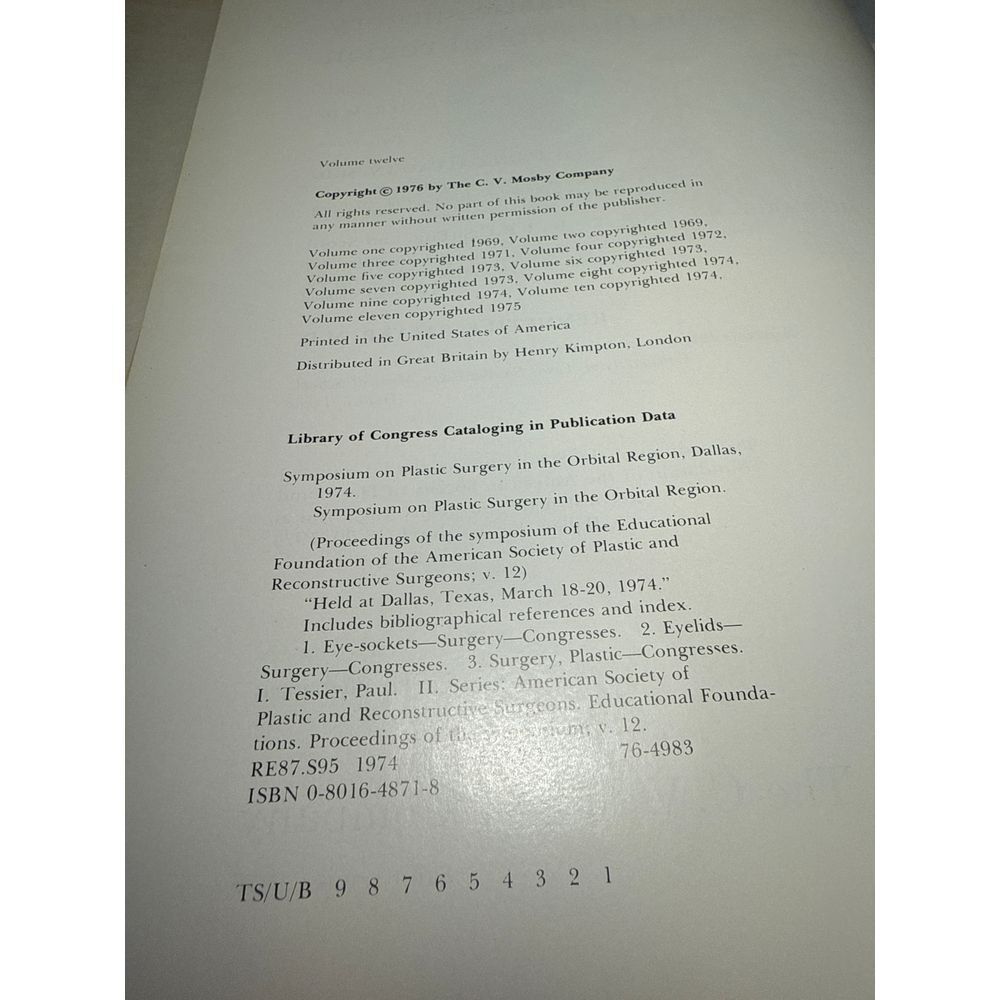 Volume twelve
Copyright © 1976 by The C. V. Mosby Company
All rights reserved. No part of this book may be reproduced in
any manner without written permission of the publisher.
Volume one copyrighted 1969, Volume two copyrighted 1969,
Volume three copyrighted 1971, Volume four copyrighted 1972,
Volume five copyrighted 1973, Volume six copyrighted 1973,
Volume seven copyrighted 1973, Volume eight copyrighted 1974,
Volume nine copyrighted 1974, Volume ten copyrighted 1974,
Volume eleven copyrighted 1975
Printed in the United States of America
Distributed in Great Britain by Henry Kimpton, London
Library of Congress Cataloging in Publication Data
Symposium on Plastic Surgery in the Orbital Region, Dallas,
1974.
Symposium on Plastic Surgery in the Orbital Region.
(Proceedings of the symposium of the Educational
Foundation of the American Society of Plastic and
Reconstructive Surgeons; v. 12)
"Held at Dallas, Texas, March 18-20, 1974."
Includes bibliographical references and index.
1. Eye-sockets—Surgery—Congresses. 2. Eyelids—
Surgery—Congresses. 3. Surgery, Plastic—Congresses.
I. Tessier, Paul. II. Series: American Society of
Plastic and Reconstructive Surgeons. Educational Founda-
tions. Proceedings of the symposium; v. 12.
RE87.S95 1974 76-4983
ISBN 0-8016-4871-8
TS/U/B 9 8 7 6 5 4 3 2 1